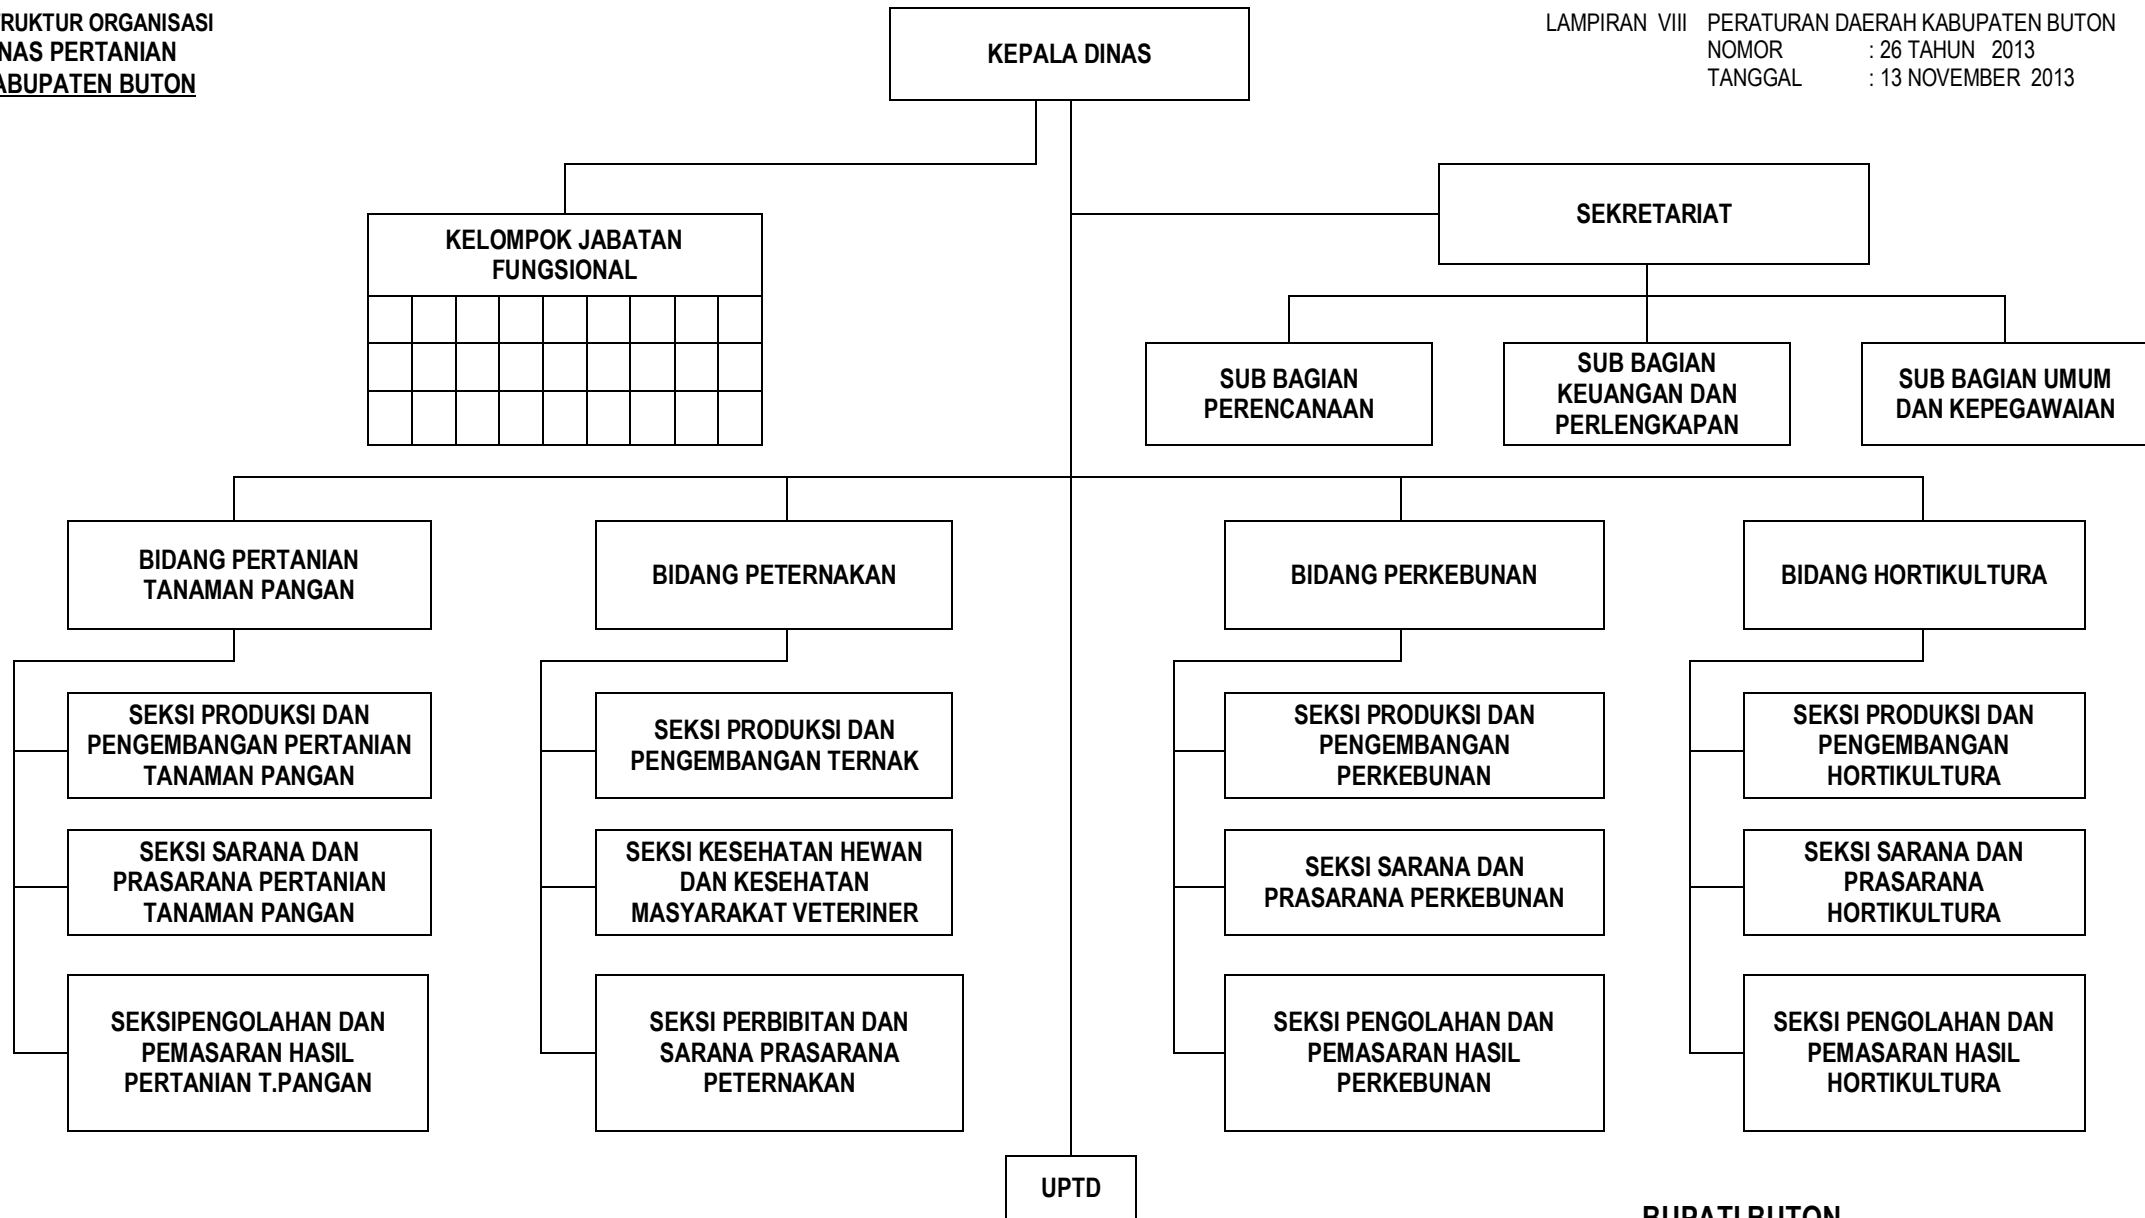 TRUKTUR ORGANISASI
NAS PERTANIAN
ABUPATEN BUTON
KEPALA DINAS
LAMPIRAN VIII PERATURAN DAERAH KABUPATEN BUTON
NOMOR : 26 TAHUN 2013
TANGGAL : 13 NOVEMBER 2013
SEKRETARIAT
KELOMPOK JABATAN
FUNGSIONAL
SUB BAGIAN
PERENCANAAN
SUB BAGIAN
KEUANGAN DAN
PERLENGKAPAN
SUB BAGIAN UMUM
DAN KEPEGAWAIAN
BIDANG PERTANIAN
TANAMAN PANGAN
BIDANG PETERNAKAN
BIDANG PERKEBUNAN
BIDANG HORTIKULTURA
SEKSI PRODUKSI DAN
PENGEMBANGAN PERTANIAN
TANAMAN PANGAN
SEKSI PRODUKSI DAN
PENGEMBANGAN TERNAK
SEKSI PRODUKSI DAN
PENGEMBANGAN
PERKEBUNAN
SEKSI PRODUKSI DAN
PENGEMBANGAN
HORTIKULTURA
SEKSI SARANA DAN
PRASARANA PERTANIAN
TANAMAN PANGAN
SEKSI KESEHATAN HEWAN
DAN KESEHATAN
MASYARAKAT VETERINER
SEKSI SARANA DAN
PRASARANA PERKEBUNAN
SEKSI SARANA DAN
PRASARANA
HORTIKULTURA
SEKSIPENGOLAHAN DAN
PEMASARAN HASIL
PERTANIAN T.PANGAN
SEKSI PERBIBITAN DAN
SARANA PRASARANA
PETERNAKAN
SEKSI PENGOLAHAN DAN
PEMASARAN HASIL
PERKEBUNAN
SEKSI PENGOLAHAN DAN
PEMASARAN HASIL
HORTIKULTURA
UPTD
BUPATI BUTON